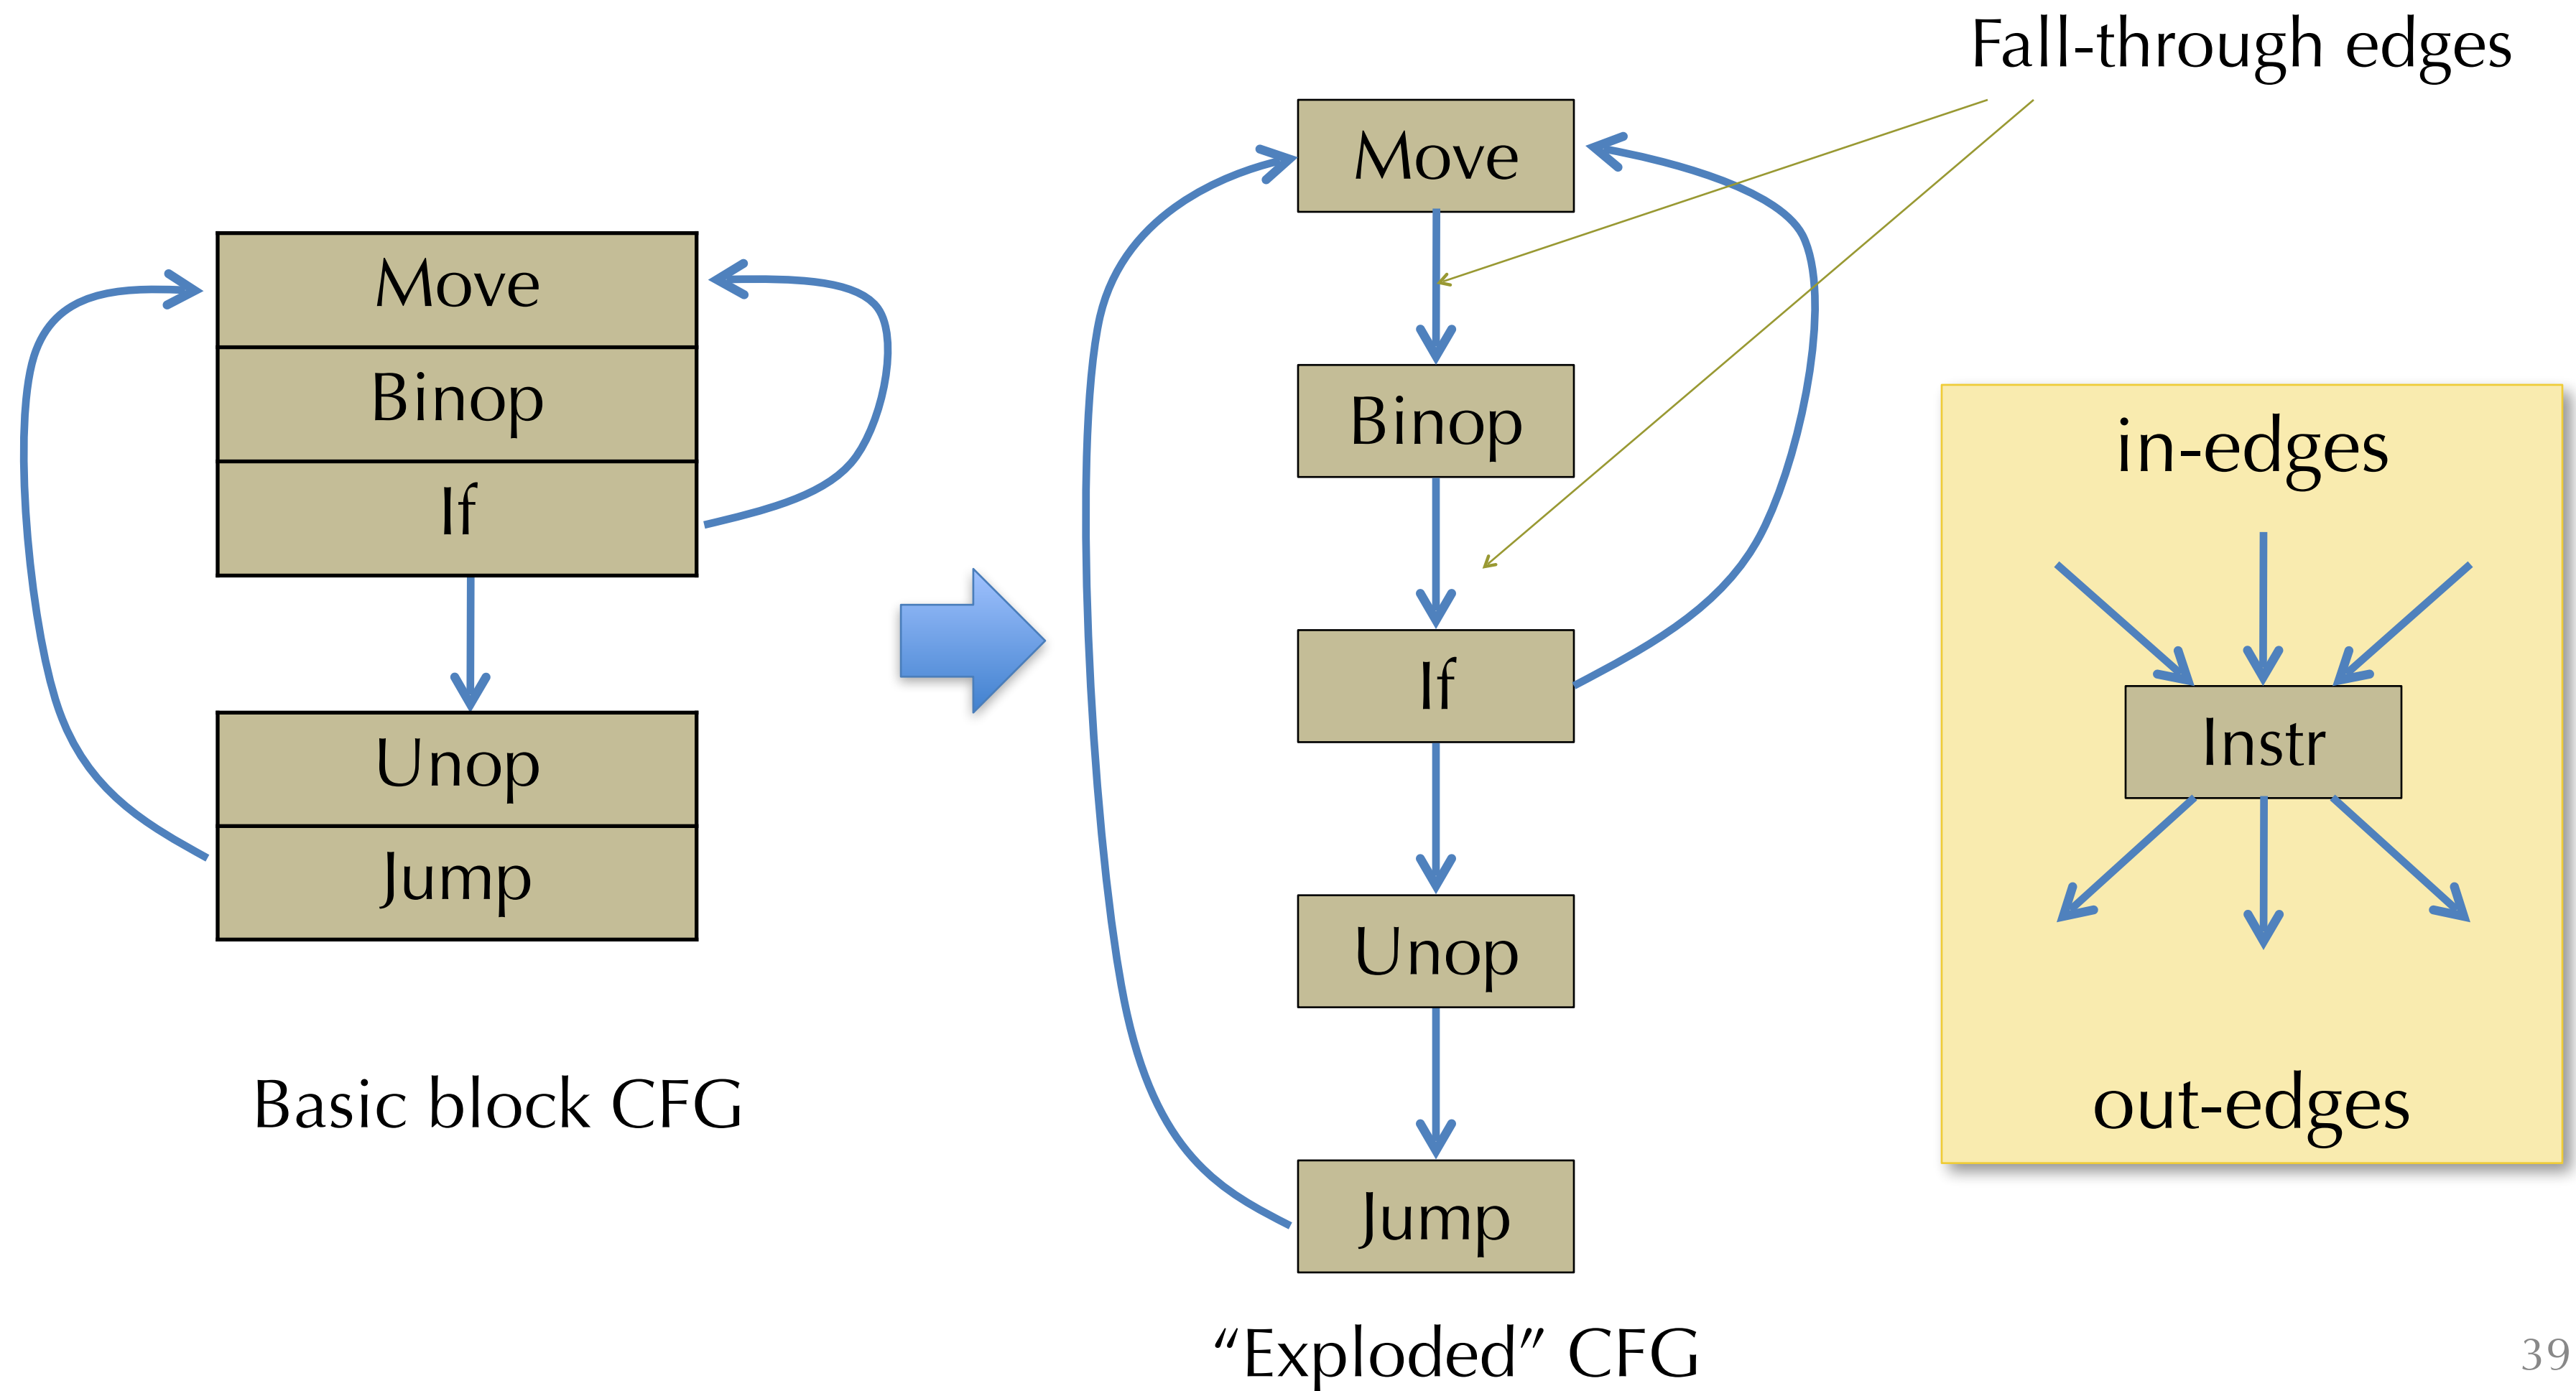 Fall-through edges
Move
Binop
If
Unop
Jump
Basic block CFG
Move
Binop
If
Unop
Jump
“Exploded” CFG
in-edges
Instr
out-edges
39